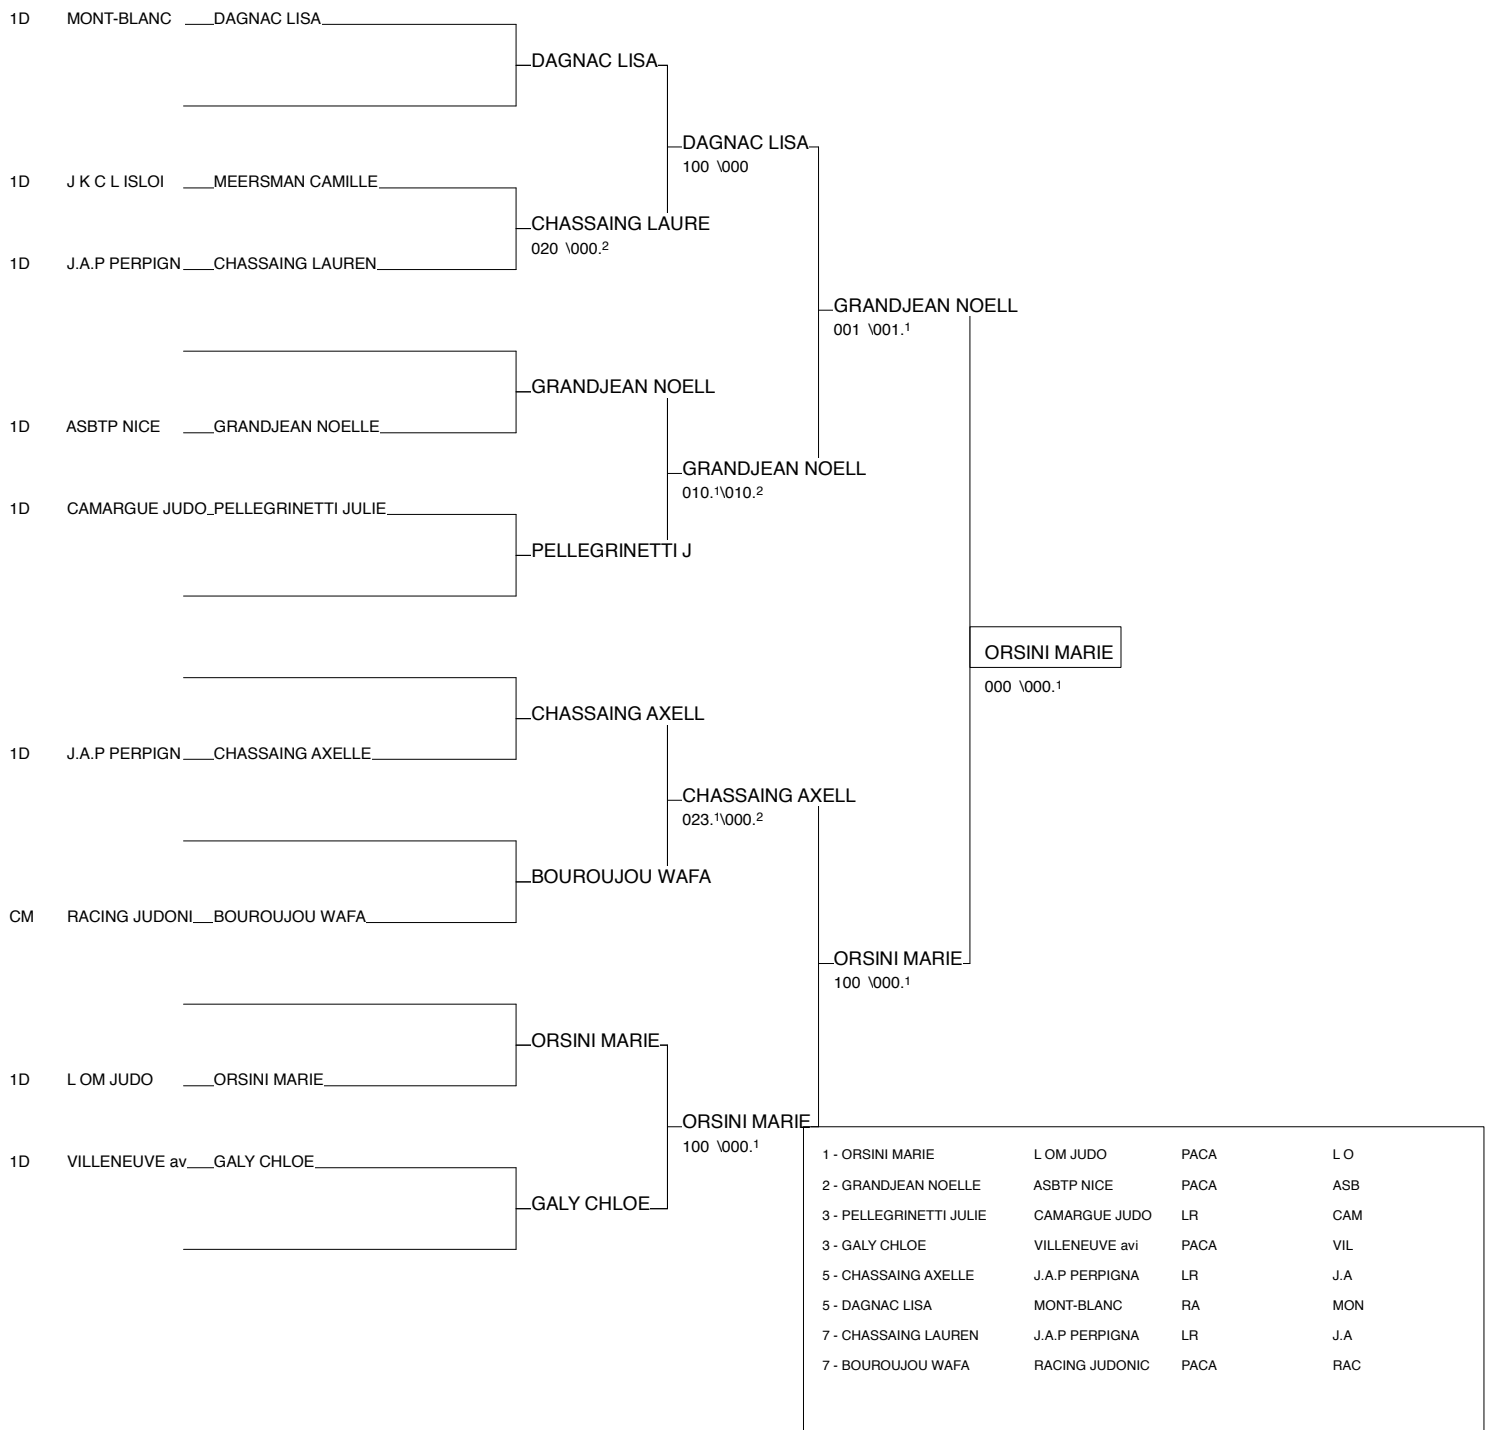 1D MONT-BLANC DAGNAC LISA
DAGNAC LISA
DAGNAC LISA
100 \000
1D J K C L ISLOI MEERSMAN CAMILLE
CHASSAING LAURE
020 \000.²
1D J.A.P PERPIGN CHASSAING LAUREN
GRANDJEAN NOELL
001 \001.¹
GRANDJEAN NOELL
1D ASBTP NICE GRANDJEAN NOELLE
GRANDJEAN NOELL
010.¹\010.²
1D CAMARGUE JUDO PELLEGRINETTI JULIE
PELLEGRINETTI J
ORSINI MARIE
000 \000.¹
CHASSAING AXELL
1D J.A.P PERPIGN CHASSAING AXELLE
CHASSAING AXELL
023.¹\000.²
BOUROUJOU WAFA
CM RACING JUDONI BOUROUJOU WAFA
ORSINI MARIE
100 \000.¹
ORSINI MARIE
1D L OM JUDO ORSINI MARIE
ORSINI MARIE
100 \000.¹
1D VILLENEUVE av GALY CHLOE
GALY CHLOE
1 - ORSINI MARIE L OM JUDO PACA L O
2 - GRANDJEAN NOELLE ASBTP NICE PACA ASB
3 - PELLEGRINETTI JULIE CAMARGUE JUDO LR CAM
3 - GALY CHLOE VILLENEUVE avi PACA VIL
5 - CHASSAING AXELLE J.A.P PERPIGNA LR J.A
5 - DAGNAC LISA MONT-BLANC RA MON
7 - CHASSAING LAUREN J.A.P PERPIGNA LR J.A
7 - BOUROUJOU WAFA RACING JUDONIC PACA RAC